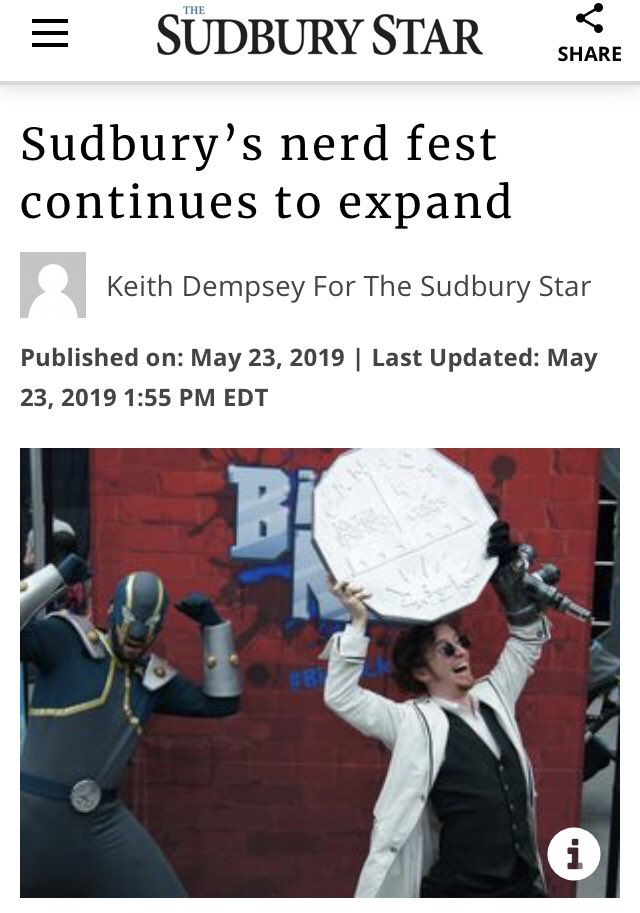 THE
SUDBURY STAR
SHARE
Sudbury’s nerd fest
continues to expand
Keith Dempsey For The Sudbury Star
Published on: May 23, 2019 | Last Updated: May
23, 2019 1:55 PM EDT
CANADA